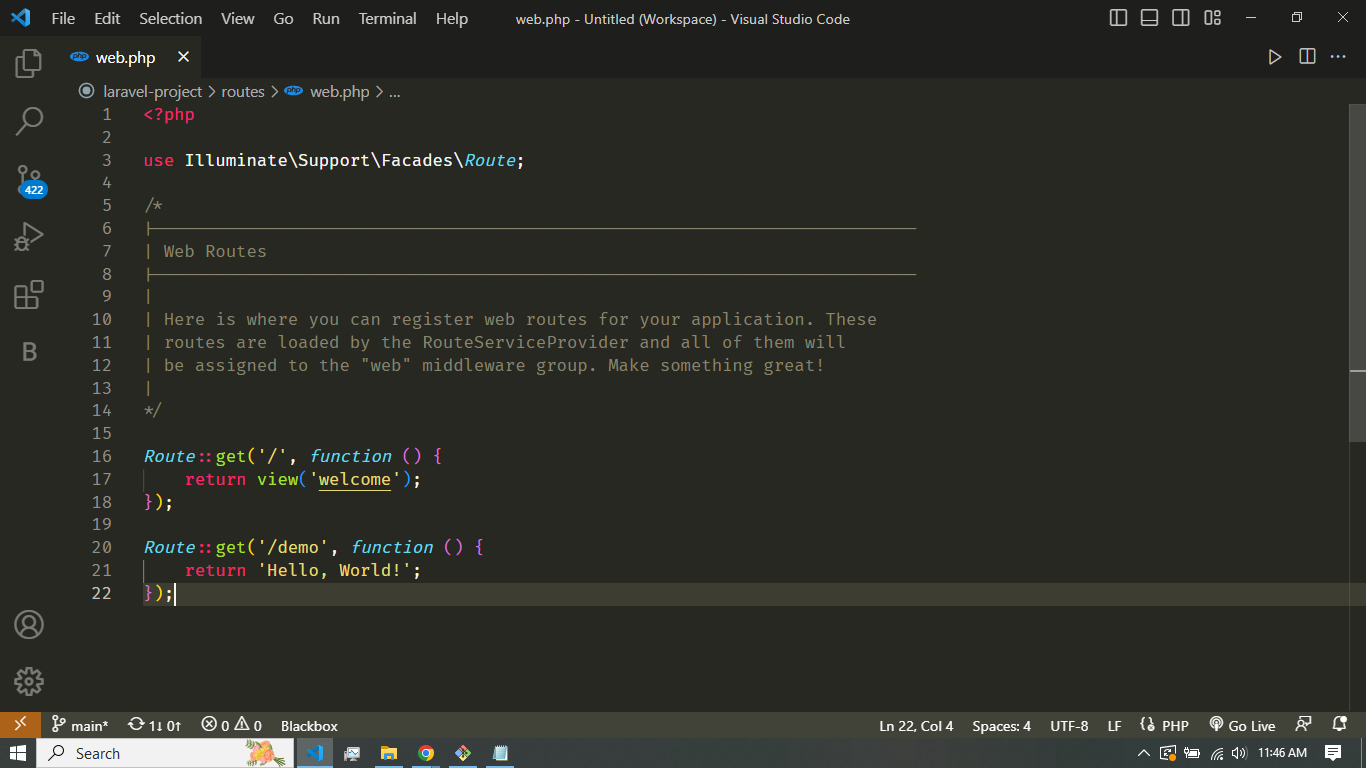 File Edit Selection View Go Run Terminal Help web.php - Untitled (Workspace) - Visual Studio Code
php web.php
laravel-project > routes > php web.php > ...
1 <?php
2
3 use Illuminate\Support\Facades\Route;
4
5 /*
6 |--------------------------------------------------------------------------
7 | Web Routes
8 |--------------------------------------------------------------------------
9 |
10 | Here is where you can register web routes for your application. These
11 | routes are loaded by the RouteServiceProvider and all of them will
12 | be assigned to the "web" middleware group. Make something great!
13 |
14 */
15
16 Route::get('/', function () {
17     return view('welcome');
18 });
19
20 Route::get('/demo', function () {
21     return 'Hello, World!';
22 });
422
B
main* 1↓ 0↑ 0 0 Blackbox Ln 22, Col 4 Spaces: 4 UTF-8 LF {} PHP Go Live
Search 11:46 AM